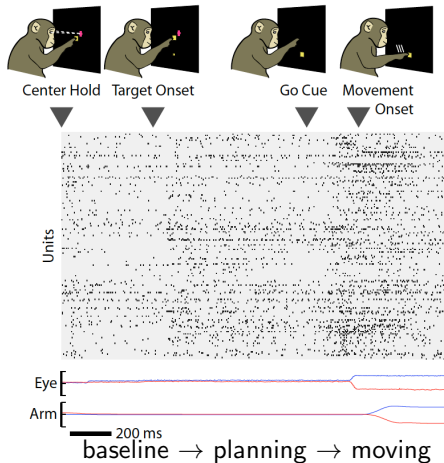 Center Hold Target Onset Go Cue Movement
Onset
Units
Eye
Arm
200 ms
baseline → planning → moving